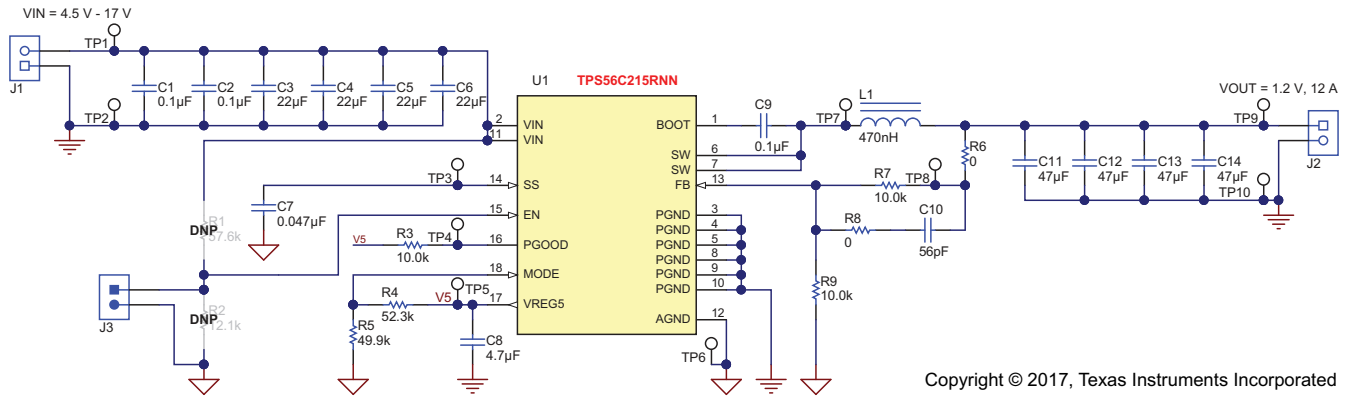 VIN = 4.5 V - 17 V
TP1
J1
TP2
C1
0.1µF
C2
0.1µF
C3
22µF
C4
22µF
C5
22µF
C6
22µF
U1
TPS56C215RNN
2
VIN
11
VIN
14
SS
15
EN
16
PGOOD
18
MODE
17
VREG5
BOOT
1
SW
6
SW
7
FB
13
PGND
3
PGND
4
PGND
5
PGND
8
PGND
9
PGND
10
AGND
12
TP3
C7
0.047µF
R1
DNP
57.6k
V5
R3
10.0k
TP4
J3
R2
DNP
12.1k
R4
52.3k
V5
TP5
R5
49.9k
C8
4.7µF
TP6
C9
0.1µF
TP7
L1
470nH
R6
0
R7
10.0k
TP8
R8
0
C10
56pF
R9
10.0k
C11
47µF
C12
47µF
C13
47µF
C14
47µF
VOUT = 1.2 V, 12 A
TP9
J2
TP10
Copyright © 2017, Texas Instruments Incorporated